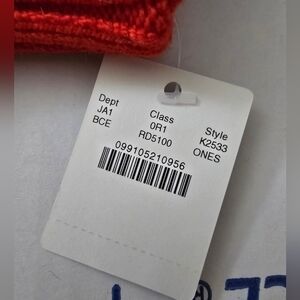 Dept Class Style
JA1 0R1 K2533
BCE RD5100 ONES
099105210956